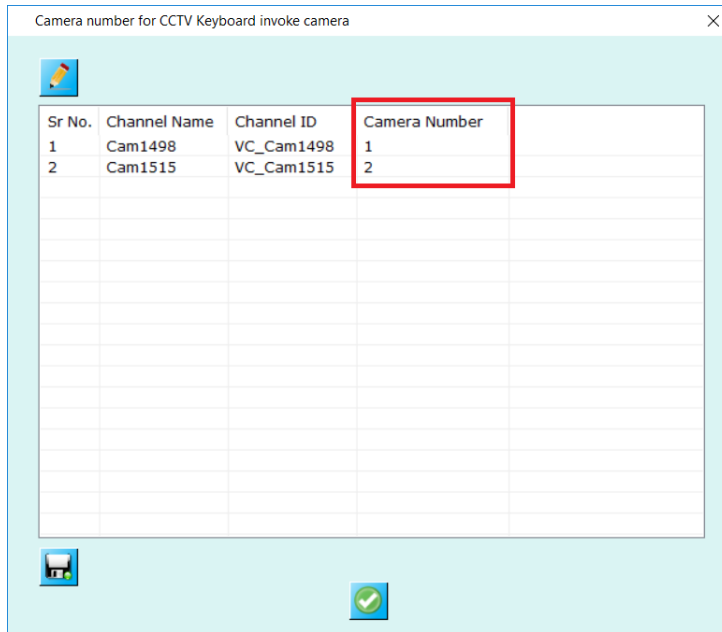 Camera number for CCTV Keyboard invoke camera
Sr No. Channel Name Channel ID Camera Number
1 Cam1498 VC_Cam1498 1
2 Cam1515 VC_Cam1515 2